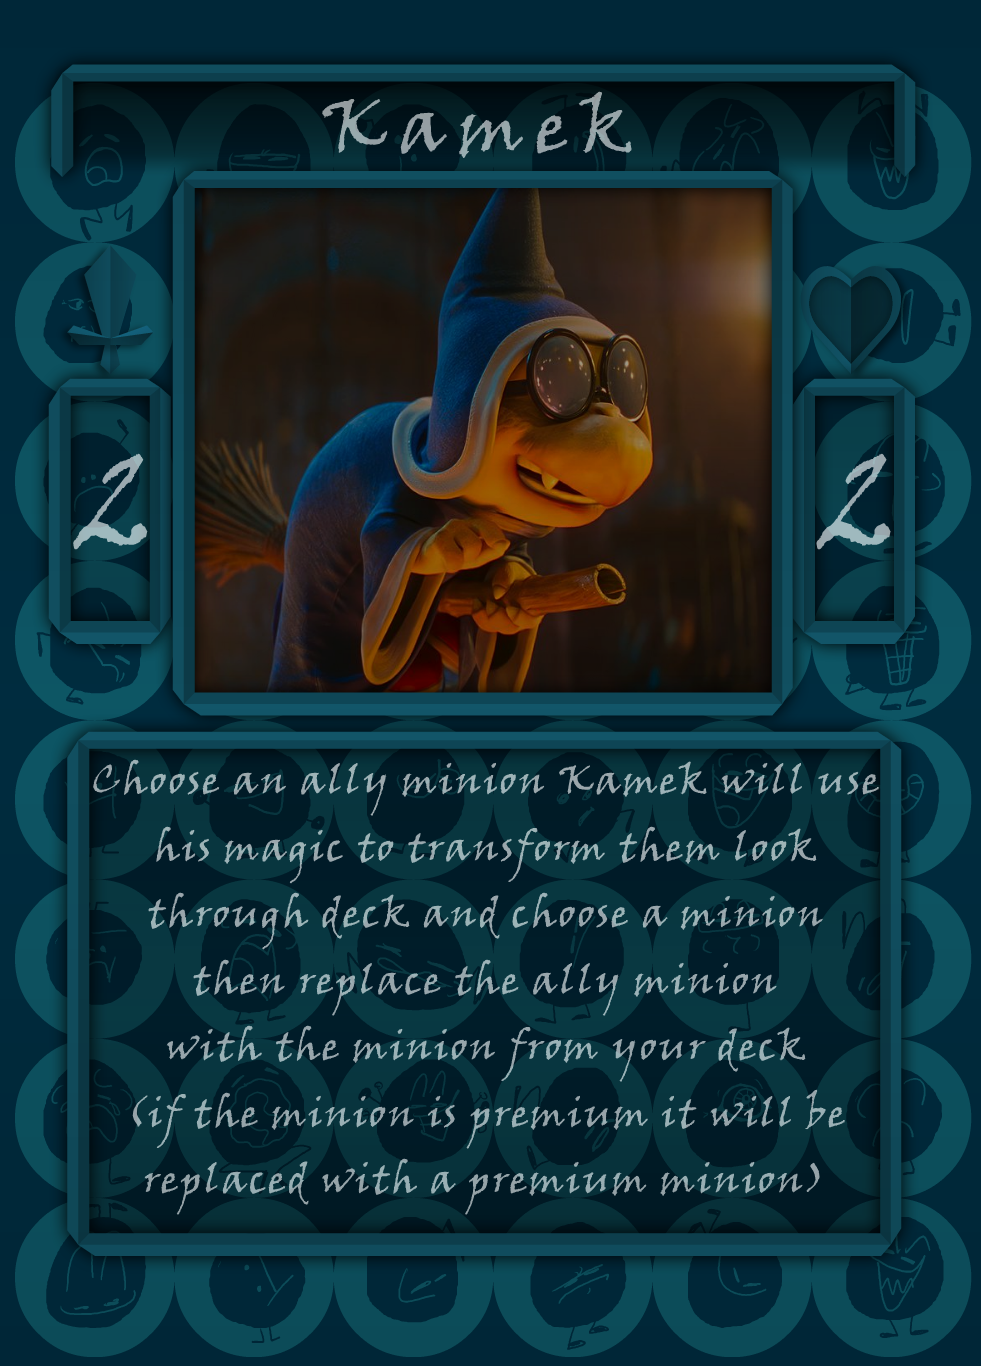 Kamek
2
2
Choose an ally minion Kamek will use
his magic to transform them look
through deck and choose a minion
then replace the ally minion
with the minion from your deck
(if the minion is premium it will be
replaced with a premium minion)